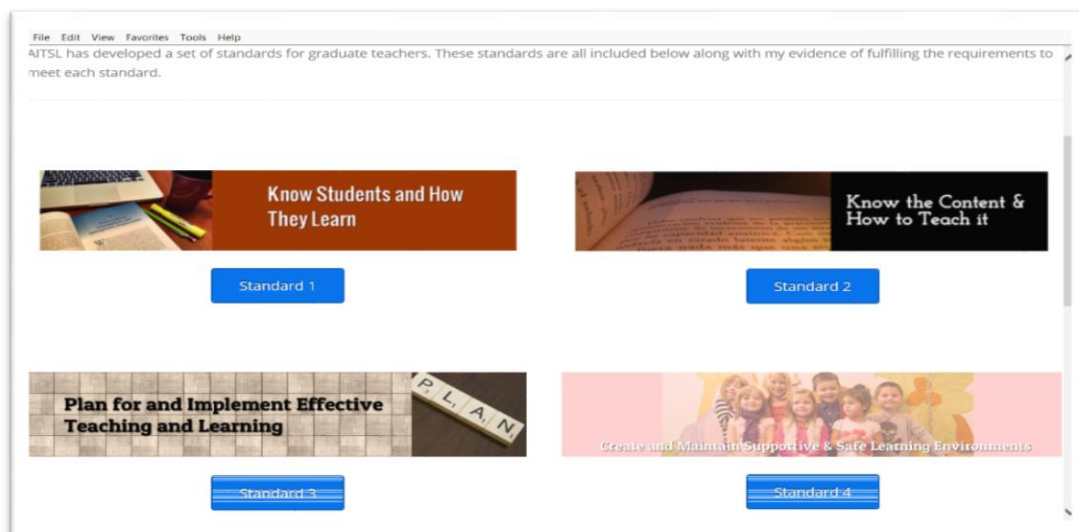 File Edit View Favorites Tools Help
AITSL has developed a set of standards for graduate teachers. These standards are all included below along with my evidence of fulfilling the requirements to
meet each standard.
Know Students and How
They Learn
Know the Content &
How to Teach it
Standard 1
Standard 2
Plan for and Implement Effective
Teaching and Learning
PLAN
Create and Maintain Supportive & Safe Learning Environments
Standard 3
Standard 4